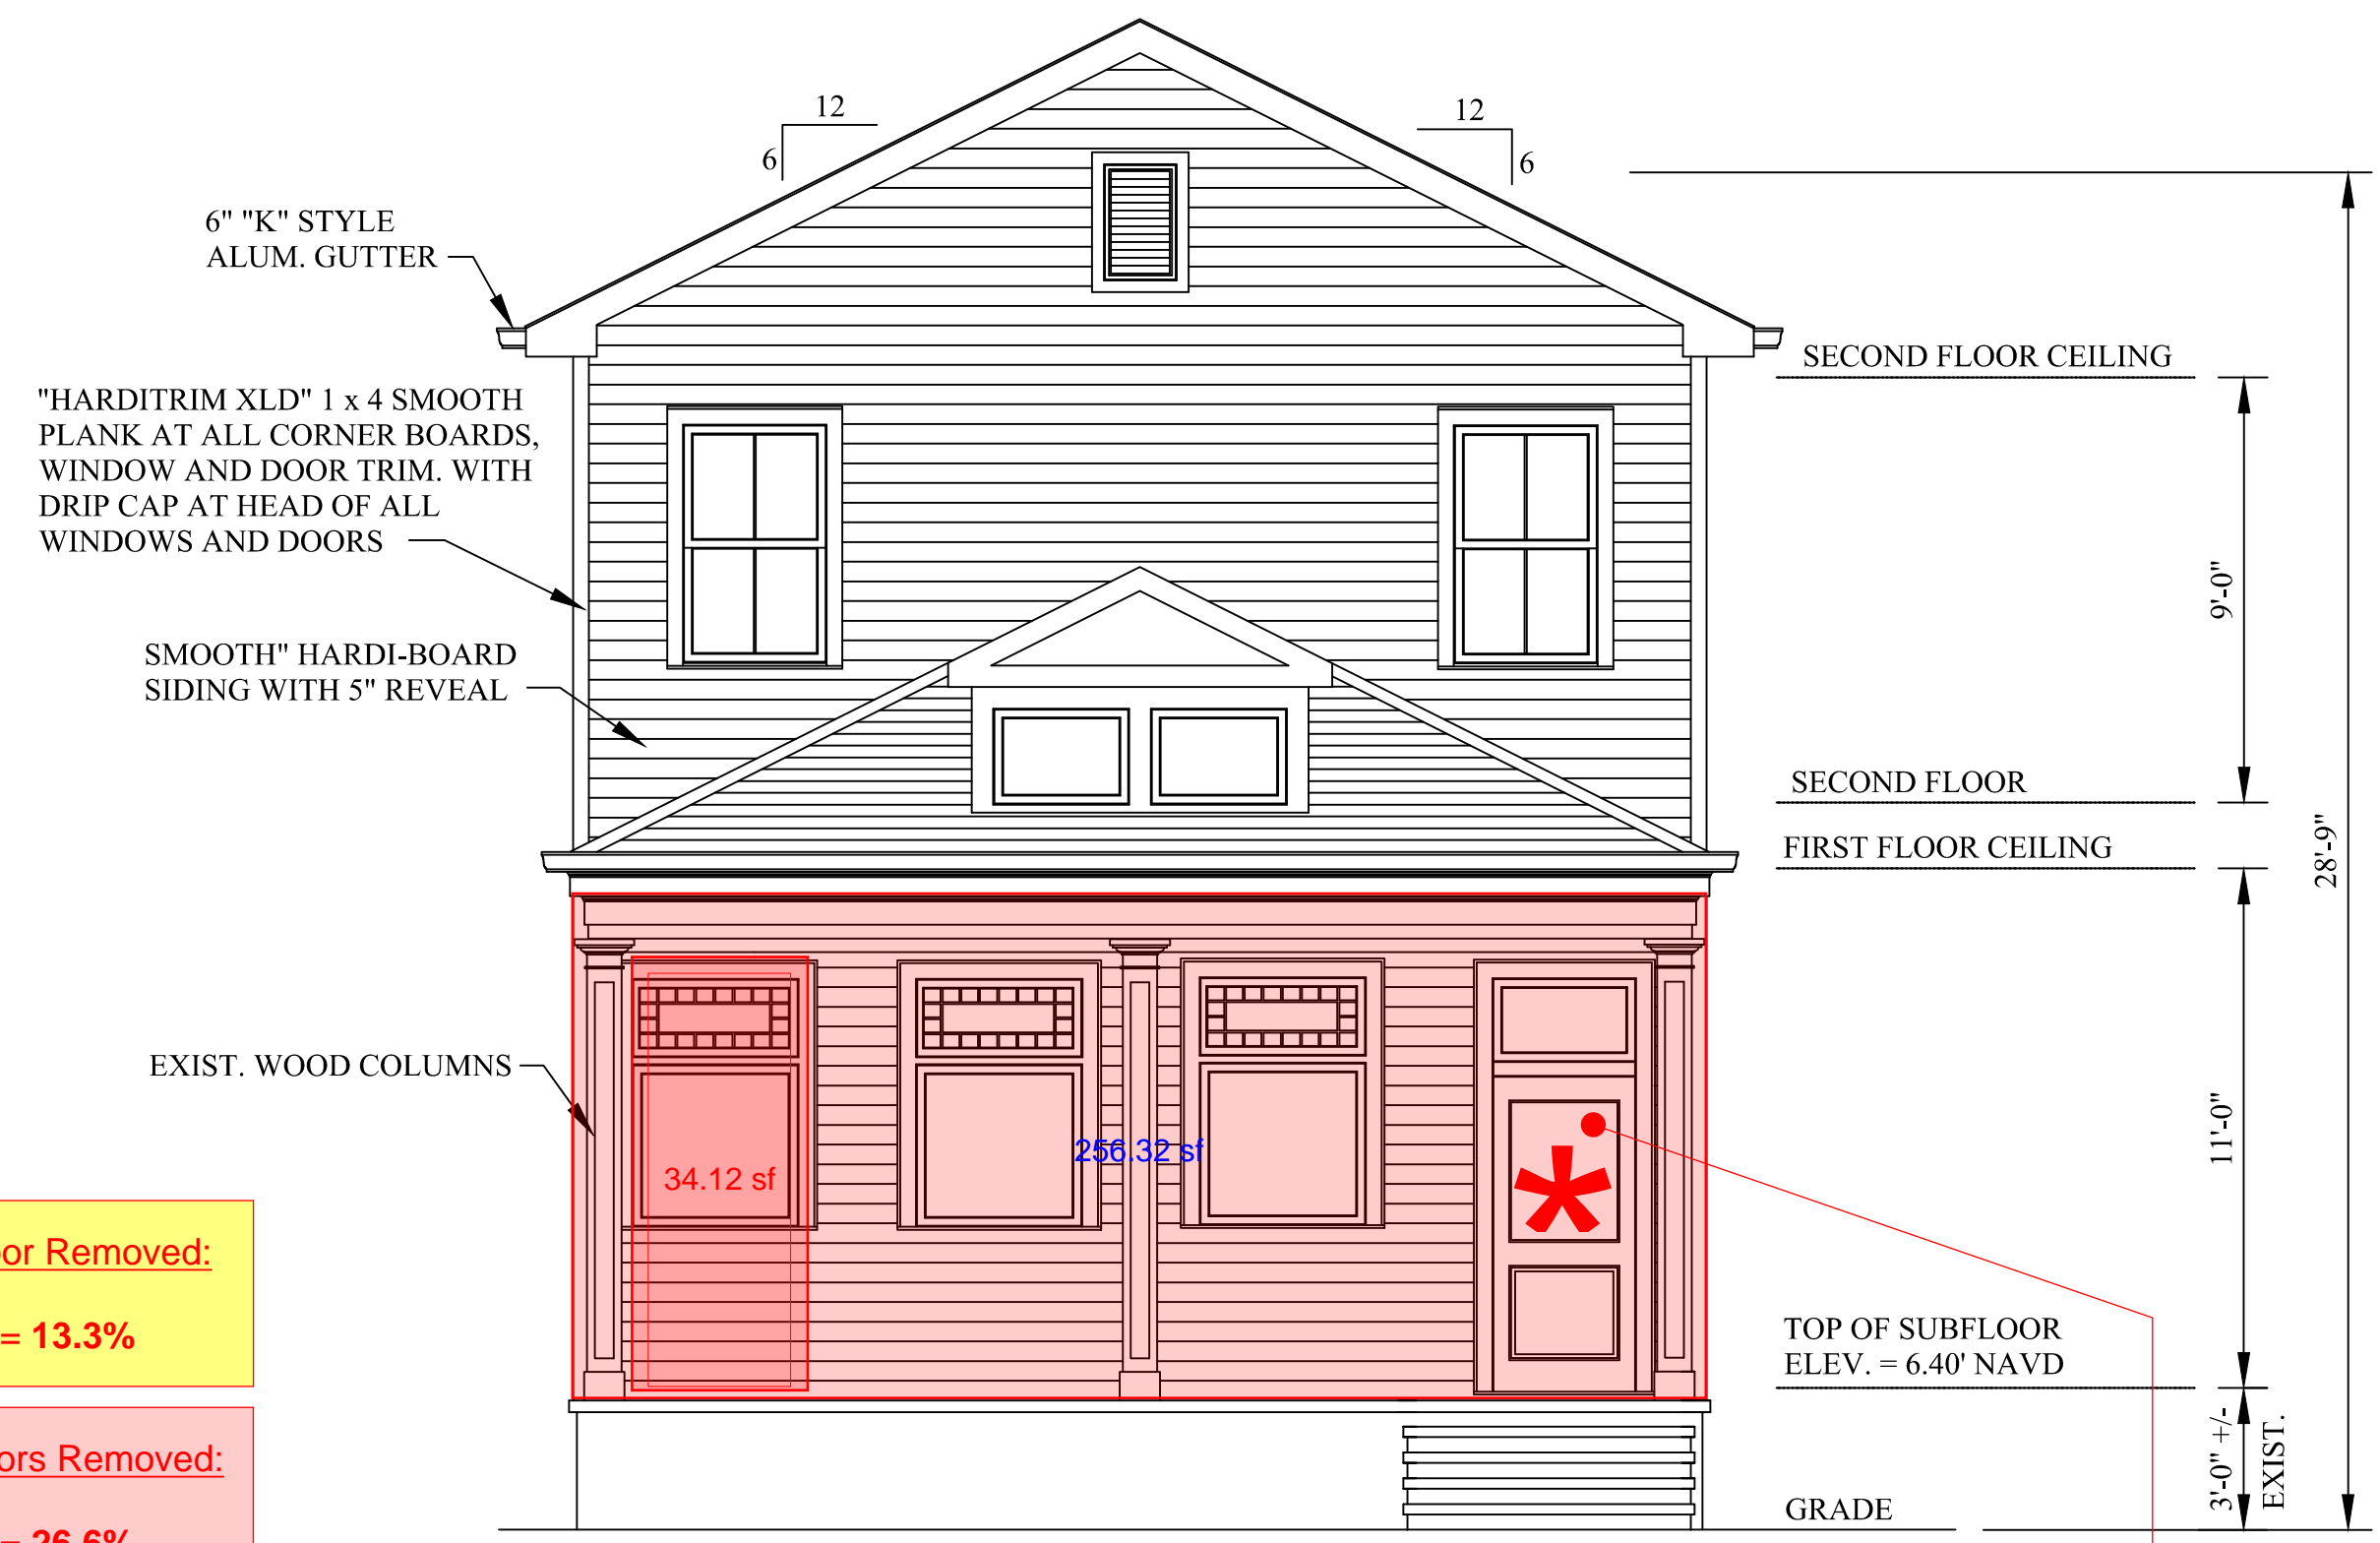 12
6
12
6
6" "K" STYLE
ALUM. GUTTER
SECOND FLOOR CEILING
"HARDITRIM XLD" 1 x 4 SMOOTH
PLANK AT ALL CORNER BOARDS,
WINDOW AND DOOR TRIM. WITH
DRIP CAP AT HEAD OF ALL
WINDOWS AND DOORS
9'-0"
SMOOTH" HARDI-BOARD
SIDING WITH 5" REVEAL
SECOND FLOOR
FIRST FLOOR CEILING
28'-9"
EXIST. WOOD COLUMNS
11'-0"
256.32 sf
34.12 sf
*
or Removed:
= 13.3%
TOP OF SUBFLOOR
ELEV. = 6.40' NAVD
3'-0" +/-
EXIST.
ors Removed:
= 26.6%
GRADE